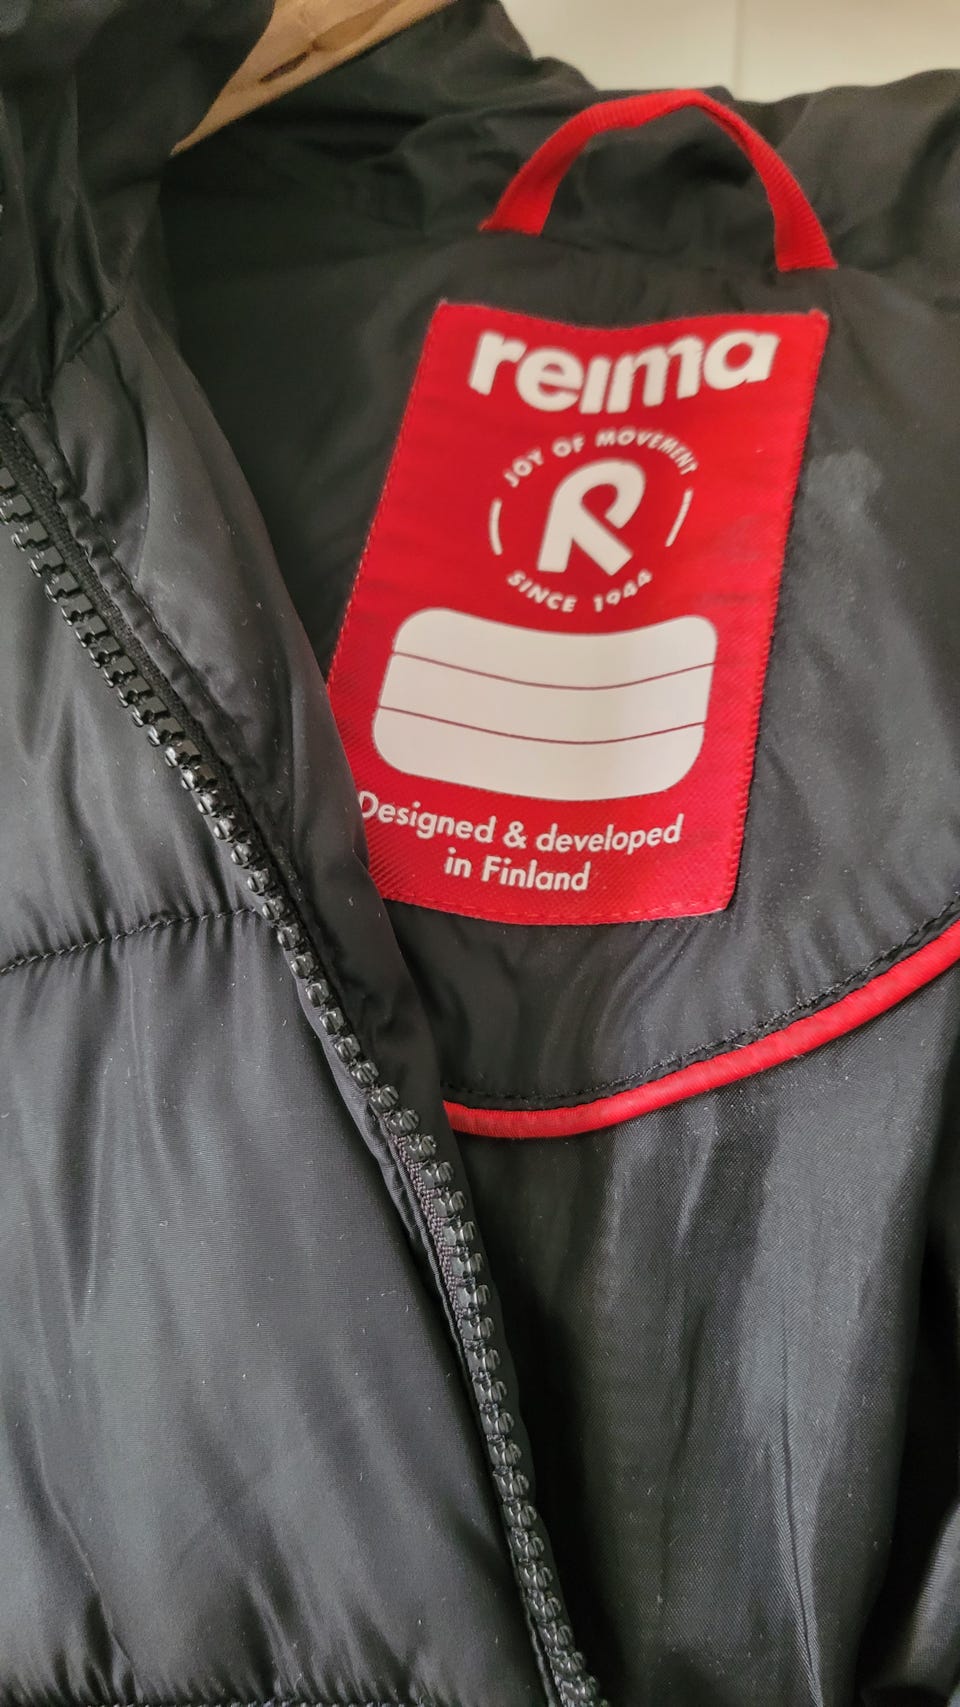 reima
JOY OF MOVEMENT
R
SINCE 1944
Designed & developed
in Finland